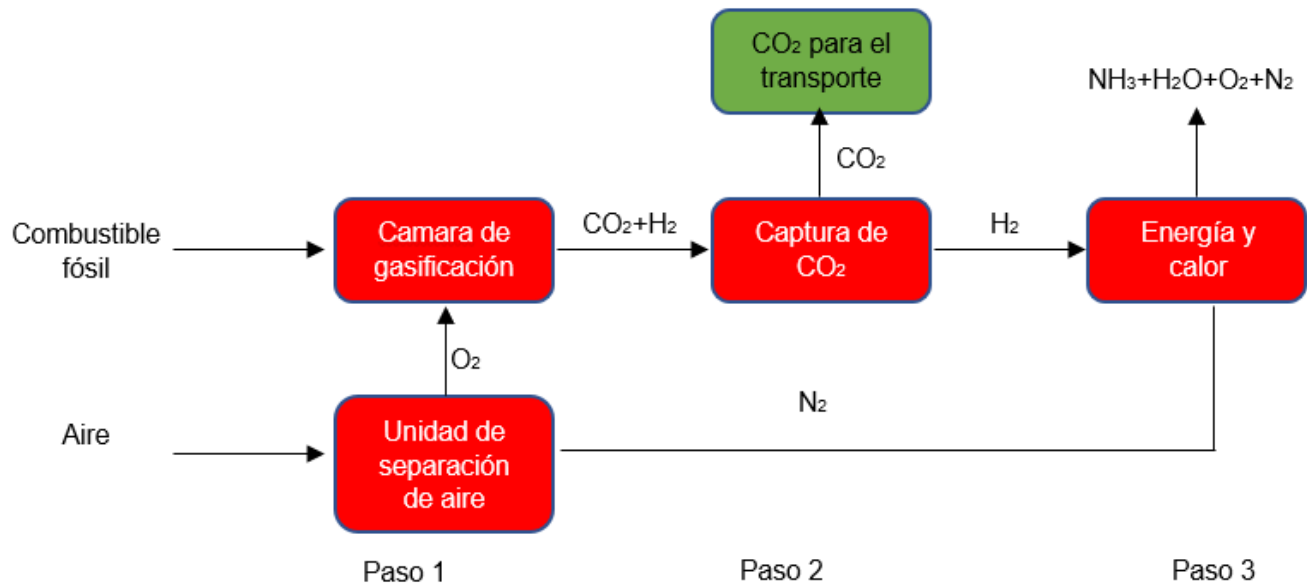 CO₂ para el
transporte
NH₃+H₂O+O₂+N₂
CO₂
Combustible
fósil
Camara de
gasificación
CO₂+H₂
Captura de
CO₂
H₂
Energía y
calor
O₂
Aire
Unidad de
separación
de aire
N₂
Paso 1
Paso 2
Paso 3